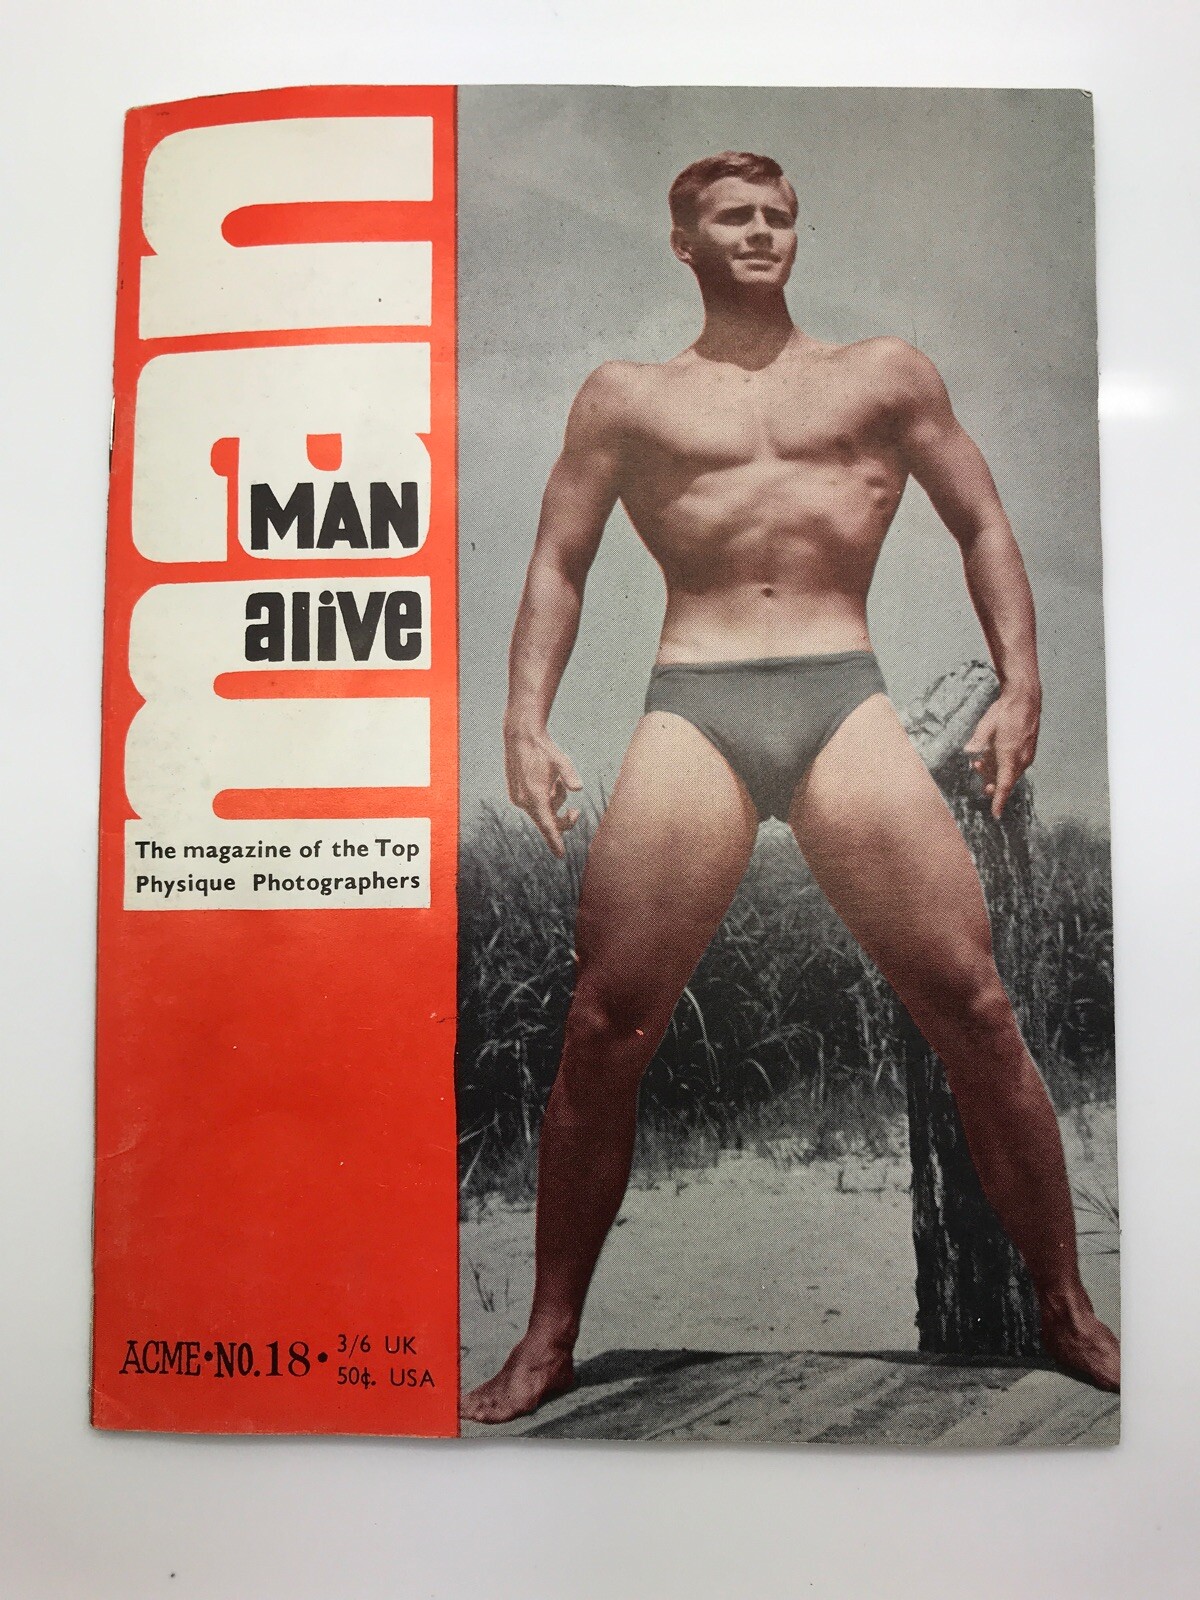 man
MAN
alive
The magazine of the Top
Physique Photographers
ACME•NO.18•
3/6 UK
50¢. USA